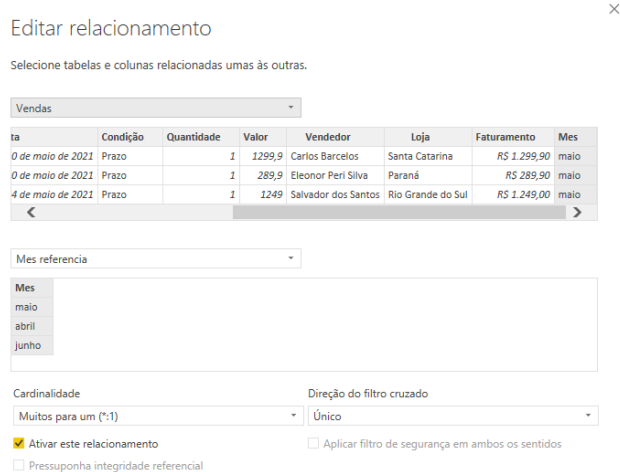 Editar relacionamento
Selecione tabelas e colunas relacionadas umas às outras.
Vendas
ta Condição Quantidade Valor Vendedor Loja Faturamento Mes
0 de maio de 2021 Prazo 1 1299,9 Carlos Barcelos Santa Catarina R$ 1.299,90 maio
0 de maio de 2021 Prazo 1 289,9 Eleonor Peri Silva Paraná R$ 289,90 maio
4 de maio de 2021 Prazo 1 1249 Salvador dos Santos Rio Grande do Sul R$ 1.249,00 maio
Mes referencia
Mes
maio
abril
junho
Cardinalidade Direção do filtro cruzado
Muitos para um (*:1) Único
Ativar este relacionamento Aplicar filtro de segurança em ambos os sentidos
Pressuponha integridade referencial